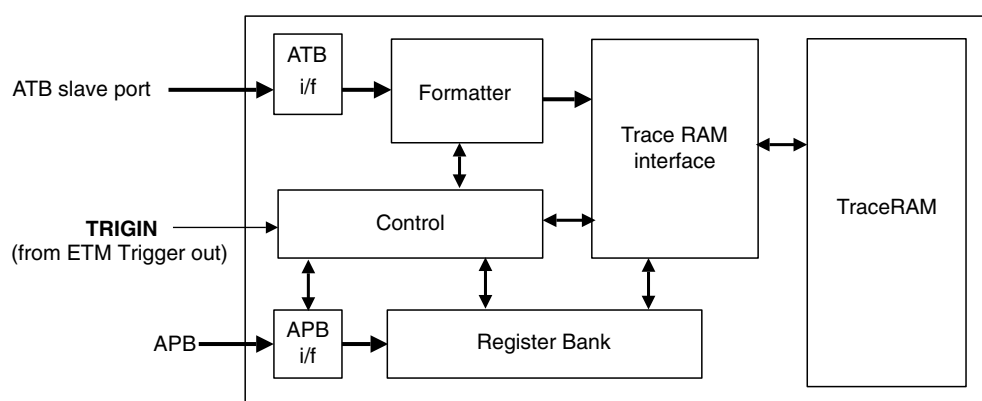 ATB slave port
ATB
i/f
Formatter
Trace RAM
interface
TraceRAM
TRIGIN
(from ETM Trigger out)
Control
APB
APB
i/f
Register Bank